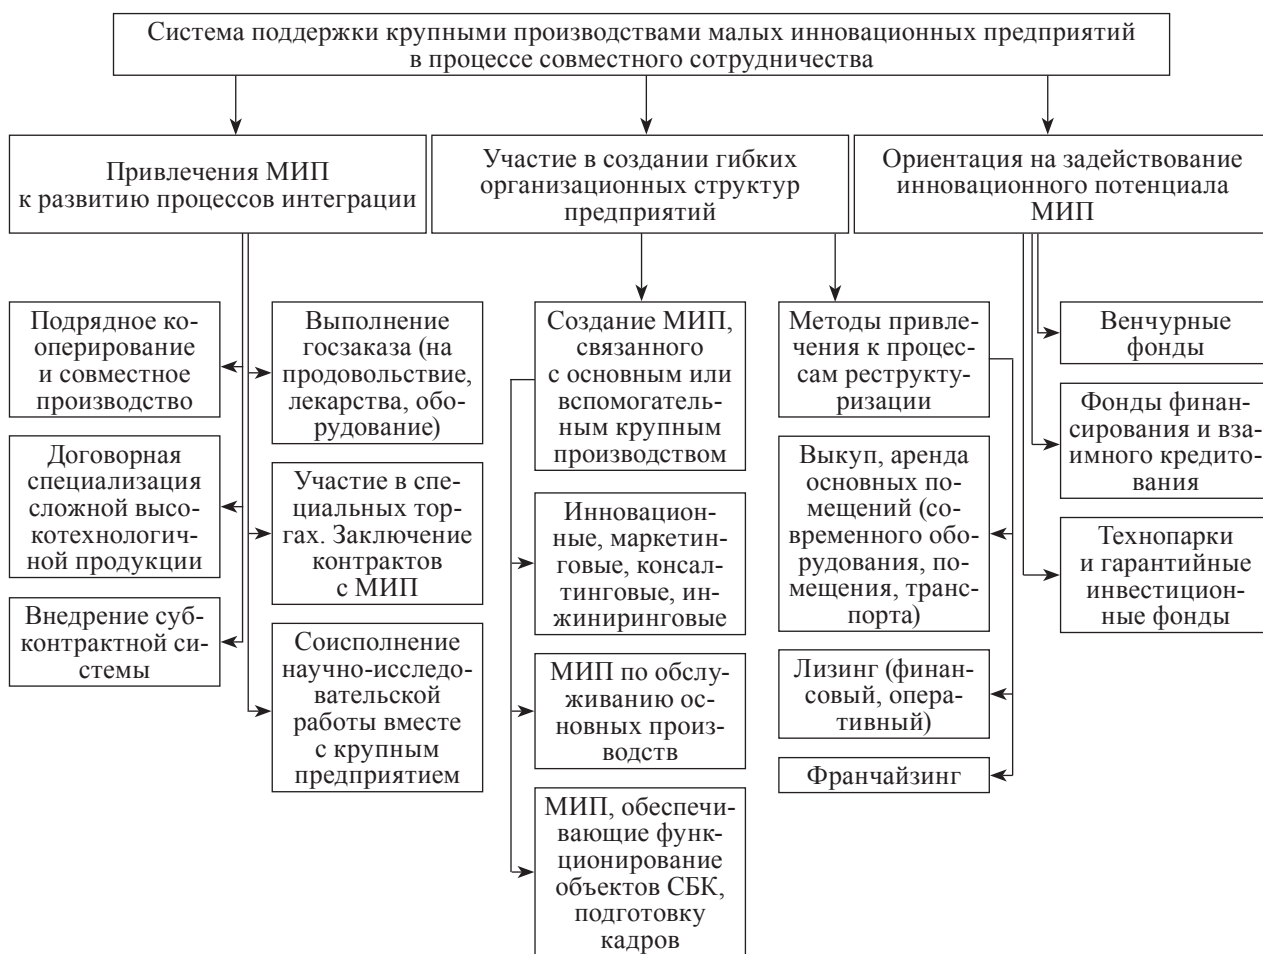 Система поддержки крупными производствами малых инновационных предприятий
в процессе совместного сотрудничества
Привлечения МИП
к развитию процессов интеграции
Участие в создании гибких
организационных структур
предприятий
Ориентация на задействование
инновационного потенциала
МИП
Подрядное ко-
оперирование
и совместное
производство
Договорная
специализация
сложной высо-
котехнологич-
ной продукции
Внедрение суб-
контрактной си-
стемы
Выполнение
госзаказа (на
продовольствие,
лекарства, обо-
рудование)
Участие в спе-
циальных тор-
гах. Заключение
контрактов
с МИП
Соисполнение
научно-исследо-
вательской
работы вместе
с крупным
предприятием
Создание МИП,
связанного
с основным или
вспомогатель-
ным крупным
производством
Инновацион-
ные, маркетин-
говые, консал-
тинговые, ин-
жиниринговые
МИП по обслу-
живанию ос-
новных произ-
водств
МИП, обеспечи-
вающие функ-
ционирование
объектов СБК,
подготовку
кадров
Методы привле-
чения к процес-
сам реструкту-
ризации
Выкуп, аренда
основных по-
мещений (со-
временного обо-
рудования, по-
мещения, транс-
порта)
Лизинг (финан-
совый, опера-
тивный)
Франчайзинг
Венчурные
фонды
Фонды финан-
сирования и вза-
имного кредито-
вания
Технопарки
и гарантийные
инвестицион-
ные фонды